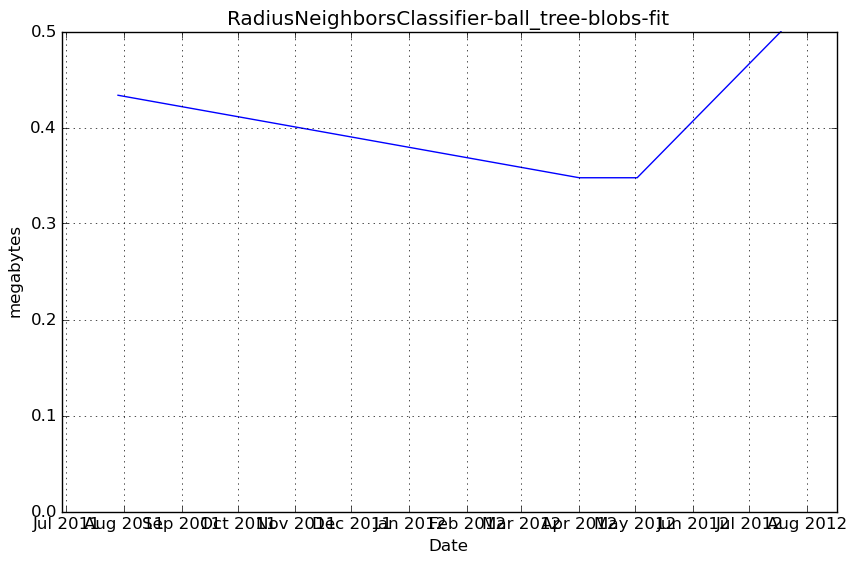 RadiusNeighborsClassifier-ball_tree-blobs-fit
0.5
0.4
0.3
0.2
0.1
0.0
megabytes
Jul 2011 Aug 2011 Sep 2011 Oct 2011 Nov 2011 Dec 2011 Jan 2012 Feb 2012 Mar 2012 Apr 2012 May 2012 Jun 2012 Jul 2012 Aug 2012
Date